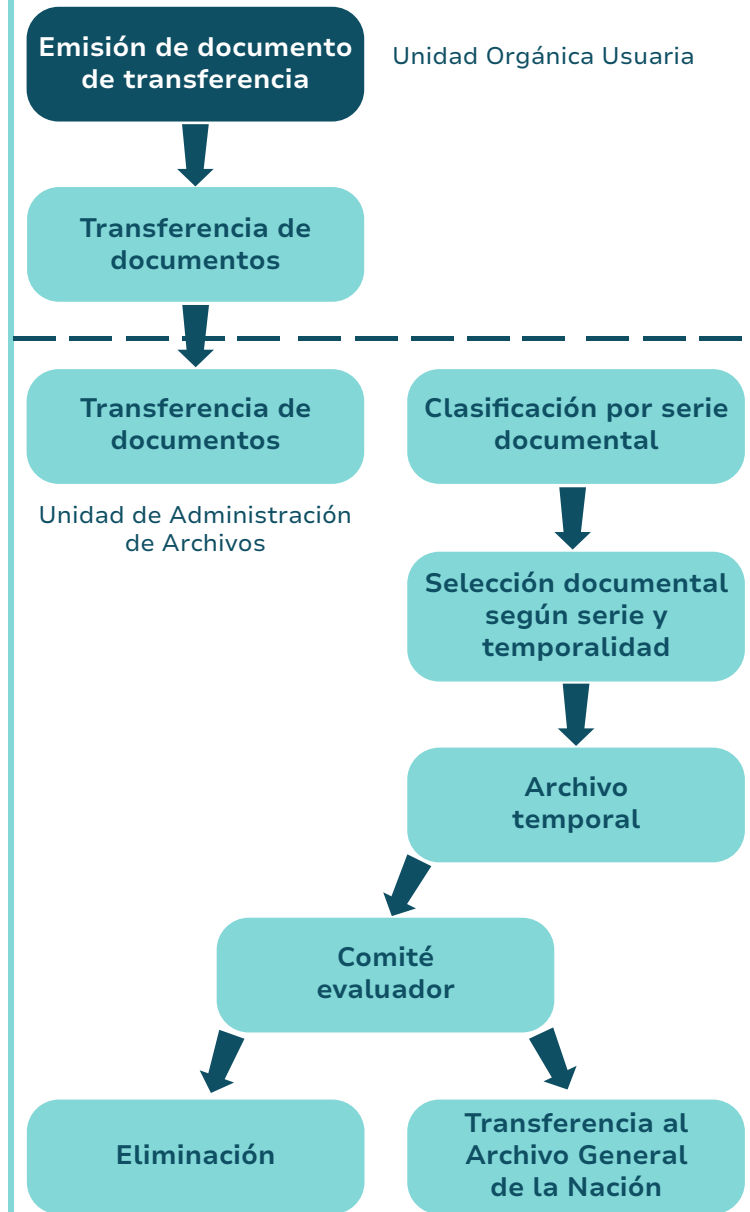 Emisión de documento
de transferencia
Unidad Orgánica Usuaria
Transferencia de
documentos
Transferencia de
documentos
Unidad de Administración
de Archivos
Clasificación por serie
documental
Selección documental
según serie y
temporalidad
Archivo
temporal
Comité
evaluador
Eliminación
Transferencia al
Archivo General
de la Nación